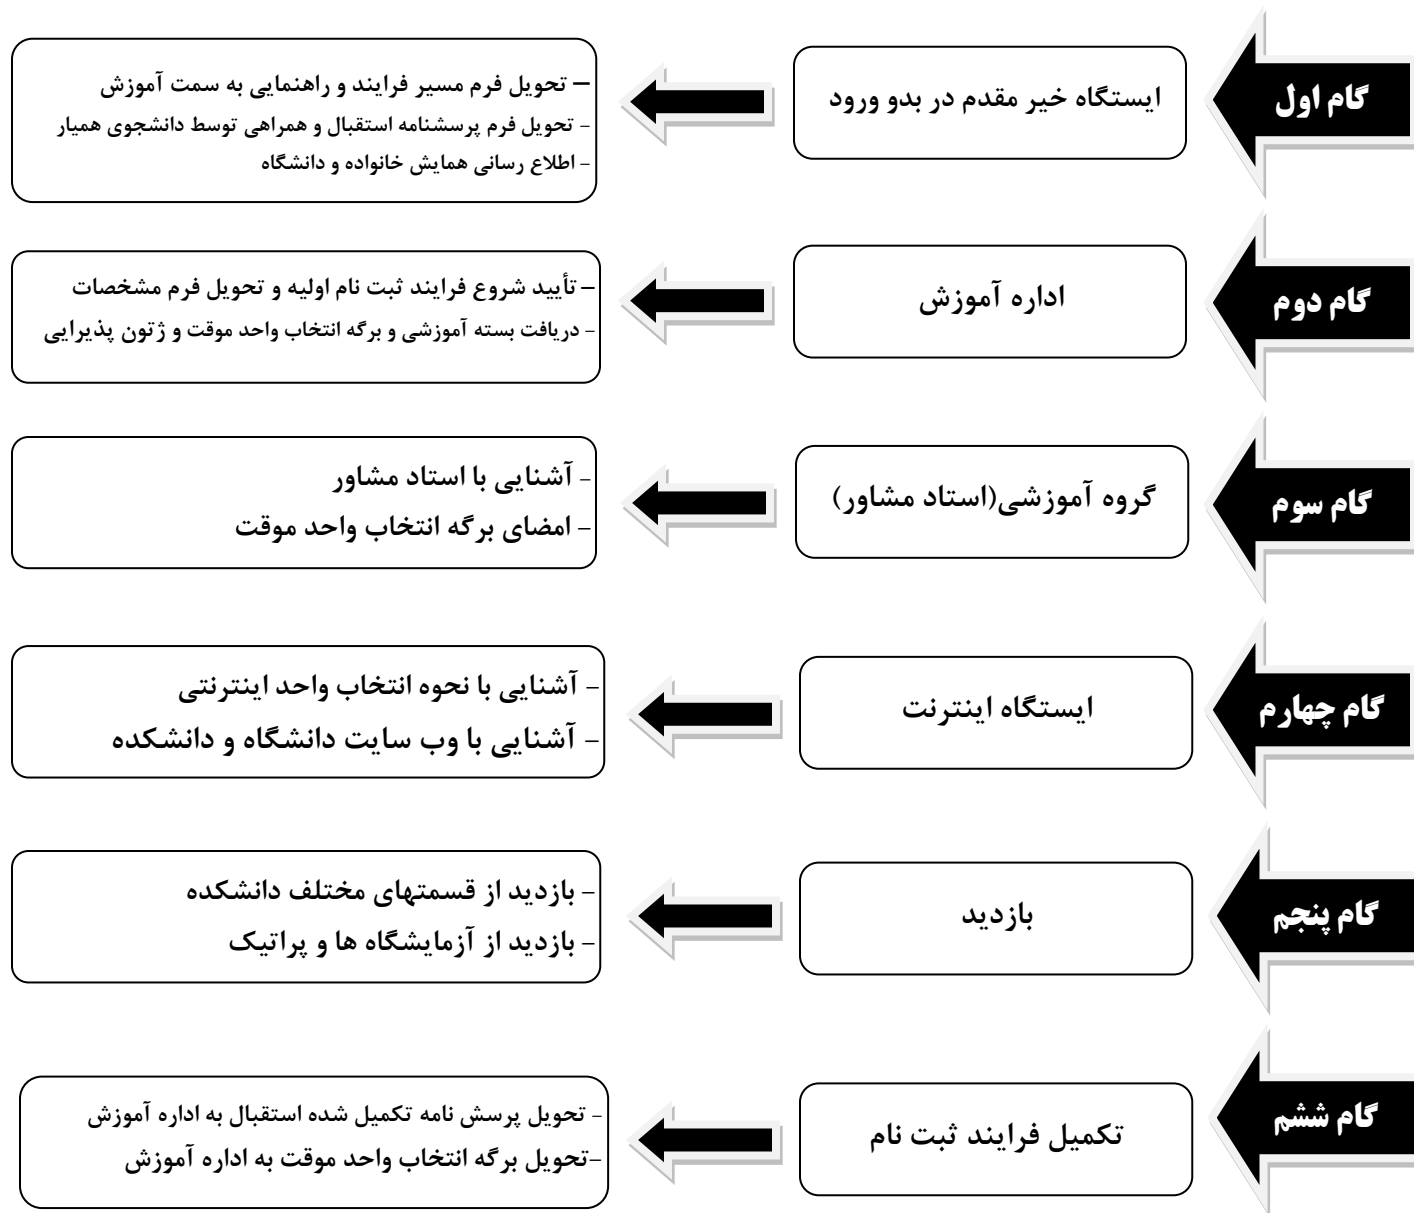 گام اول
ایستگاه خیر مقدم در بدو ورود
– تحویل فرم مسیر فرایند و راهنمایی به سمت آموزش
- تحویل فرم پرسشنامه استقبال و همراهی توسط دانشجوی همیار
- اطلاع رسانی همایش خانواده و دانشگاه
گام دوم
اداره آموزش
– تأیید شروع فرایند ثبت نام اولیه و تحویل فرم مشخصات
- دریافت بسته آموزشی و برگه انتخاب واحد موقت و ژتون پذیرایی
گام سوم
گروه آموزشی(استاد مشاور)
- آشنایی با استاد مشاور
- امضای برگه انتخاب واحد موقت
گام چهارم
ایستگاه اینترنت
- آشنایی با نحوه انتخاب واحد اینترنتی
- آشنایی با وب سایت دانشگاه و دانشکده
گام پنجم
بازدید
- بازدید از قسمتهای مختلف دانشکده
- بازدید از آزمایشگاه ها و پراتیک
گام ششم
تکمیل فرایند ثبت نام
- تحویل پرسش نامه تکمیل شده استقبال به اداره آموزش
-تحویل برگه انتخاب واحد موقت به اداره آموزش